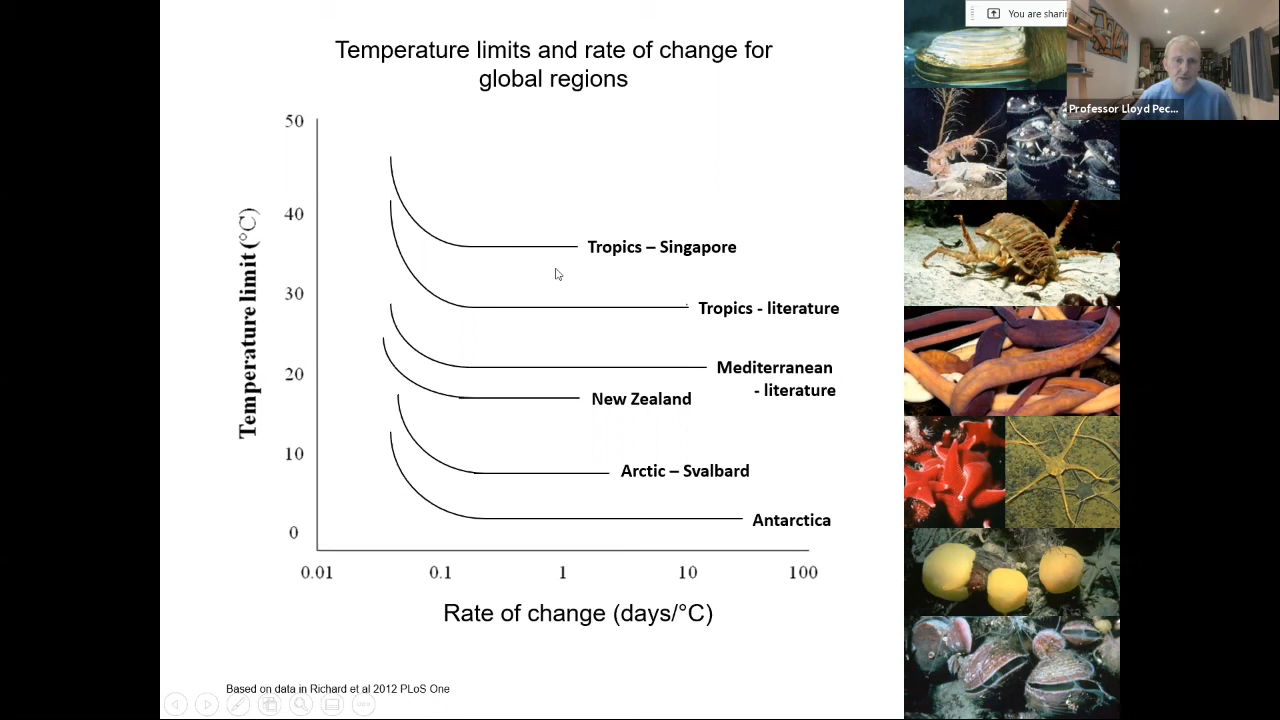 You are shari
Professor Lloyd Pec...
Temperature limits and rate of change for
global regions
Temperature limit (°C)
50
40
30
20
10
0
Tropics – Singapore
Tropics - literature
Mediterranean
- literature
New Zealand
Arctic – Svalbard
Antarctica
0.01 0.1 1 10 100
Rate of change (days/°C)
Based on data in Richard et al 2012 PLoS One